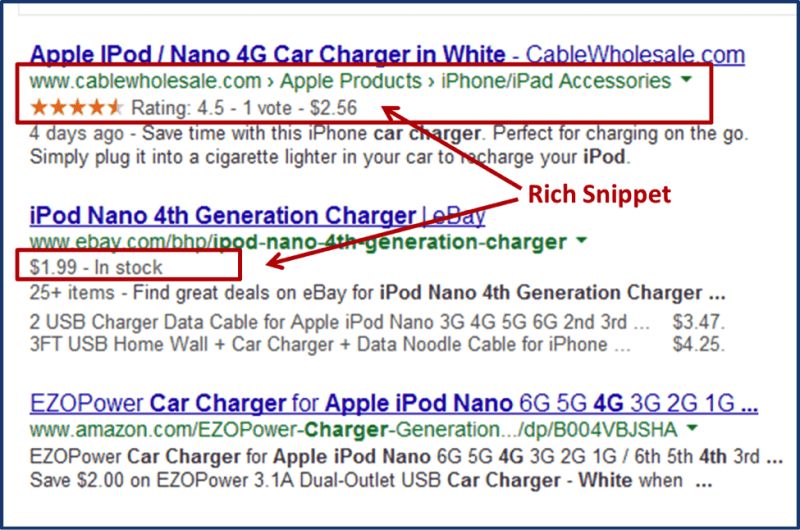 Apple IPod / Nano 4G Car Charger in White - CableWholesale.com
www.cablewholesale.com › Apple Products › iPhone/iPad Accessories
Rating: 4.5 - 1 vote - $2.56
4 days ago - Save time with this iPhone car charger. Perfect for charging on the go.
Simply plug it into a cigarette lighter in your car to recharge your iPod.
Rich Snippet
iPod Nano 4th Generation Charger | eBay
www.ebay.com/bhp/ipod-nano-4th-generation-charger
$1.99 - In stock
25+ items - Find great deals on eBay for iPod Nano 4th Generation Charger ...
2 USB Charger Data Cable for Apple iPod Nano 3G 4G 5G 6G 2nd 3rd ... $3.47.
3FT USB Home Wall + Car Charger + Data Noodle Cable for iPhone ... $4.25.
EZOPower Car Charger for Apple iPod Nano 6G 5G 4G 3G 2G 1G ...
www.amazon.com/EZOPower-Charger-Generation.../dp/B004VBJSHA
EZOPower Car Charger for Apple iPod Nano 6G 5G 4G 3G 2G 1G / 6th 5th 4th 3rd ...
Save $2.00 on EZOPower 3.1A Dual-Outlet USB Car Charger - White when ...